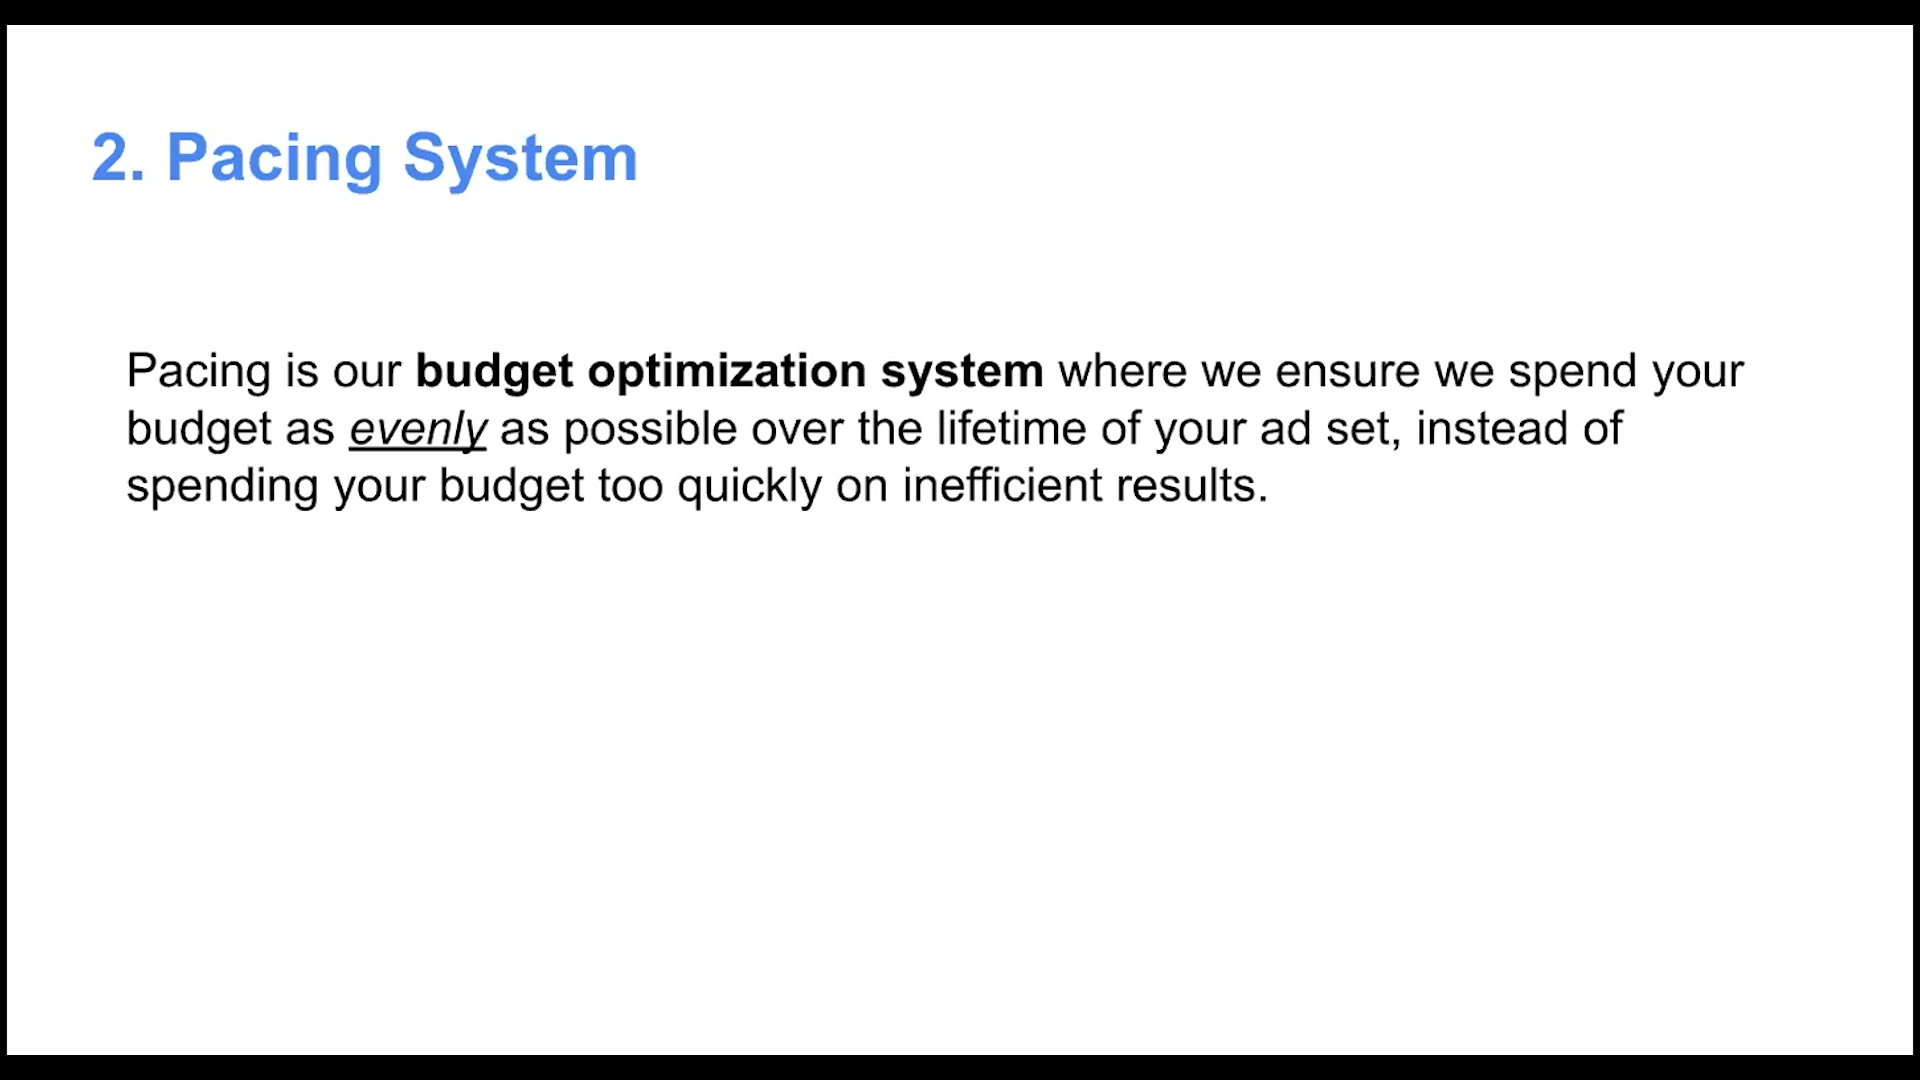 2. Pacing System
Pacing is our budget optimization system where we ensure we spend your
budget as evenly as possible over the lifetime of your ad set, instead of
spending your budget too quickly on inefficient results.